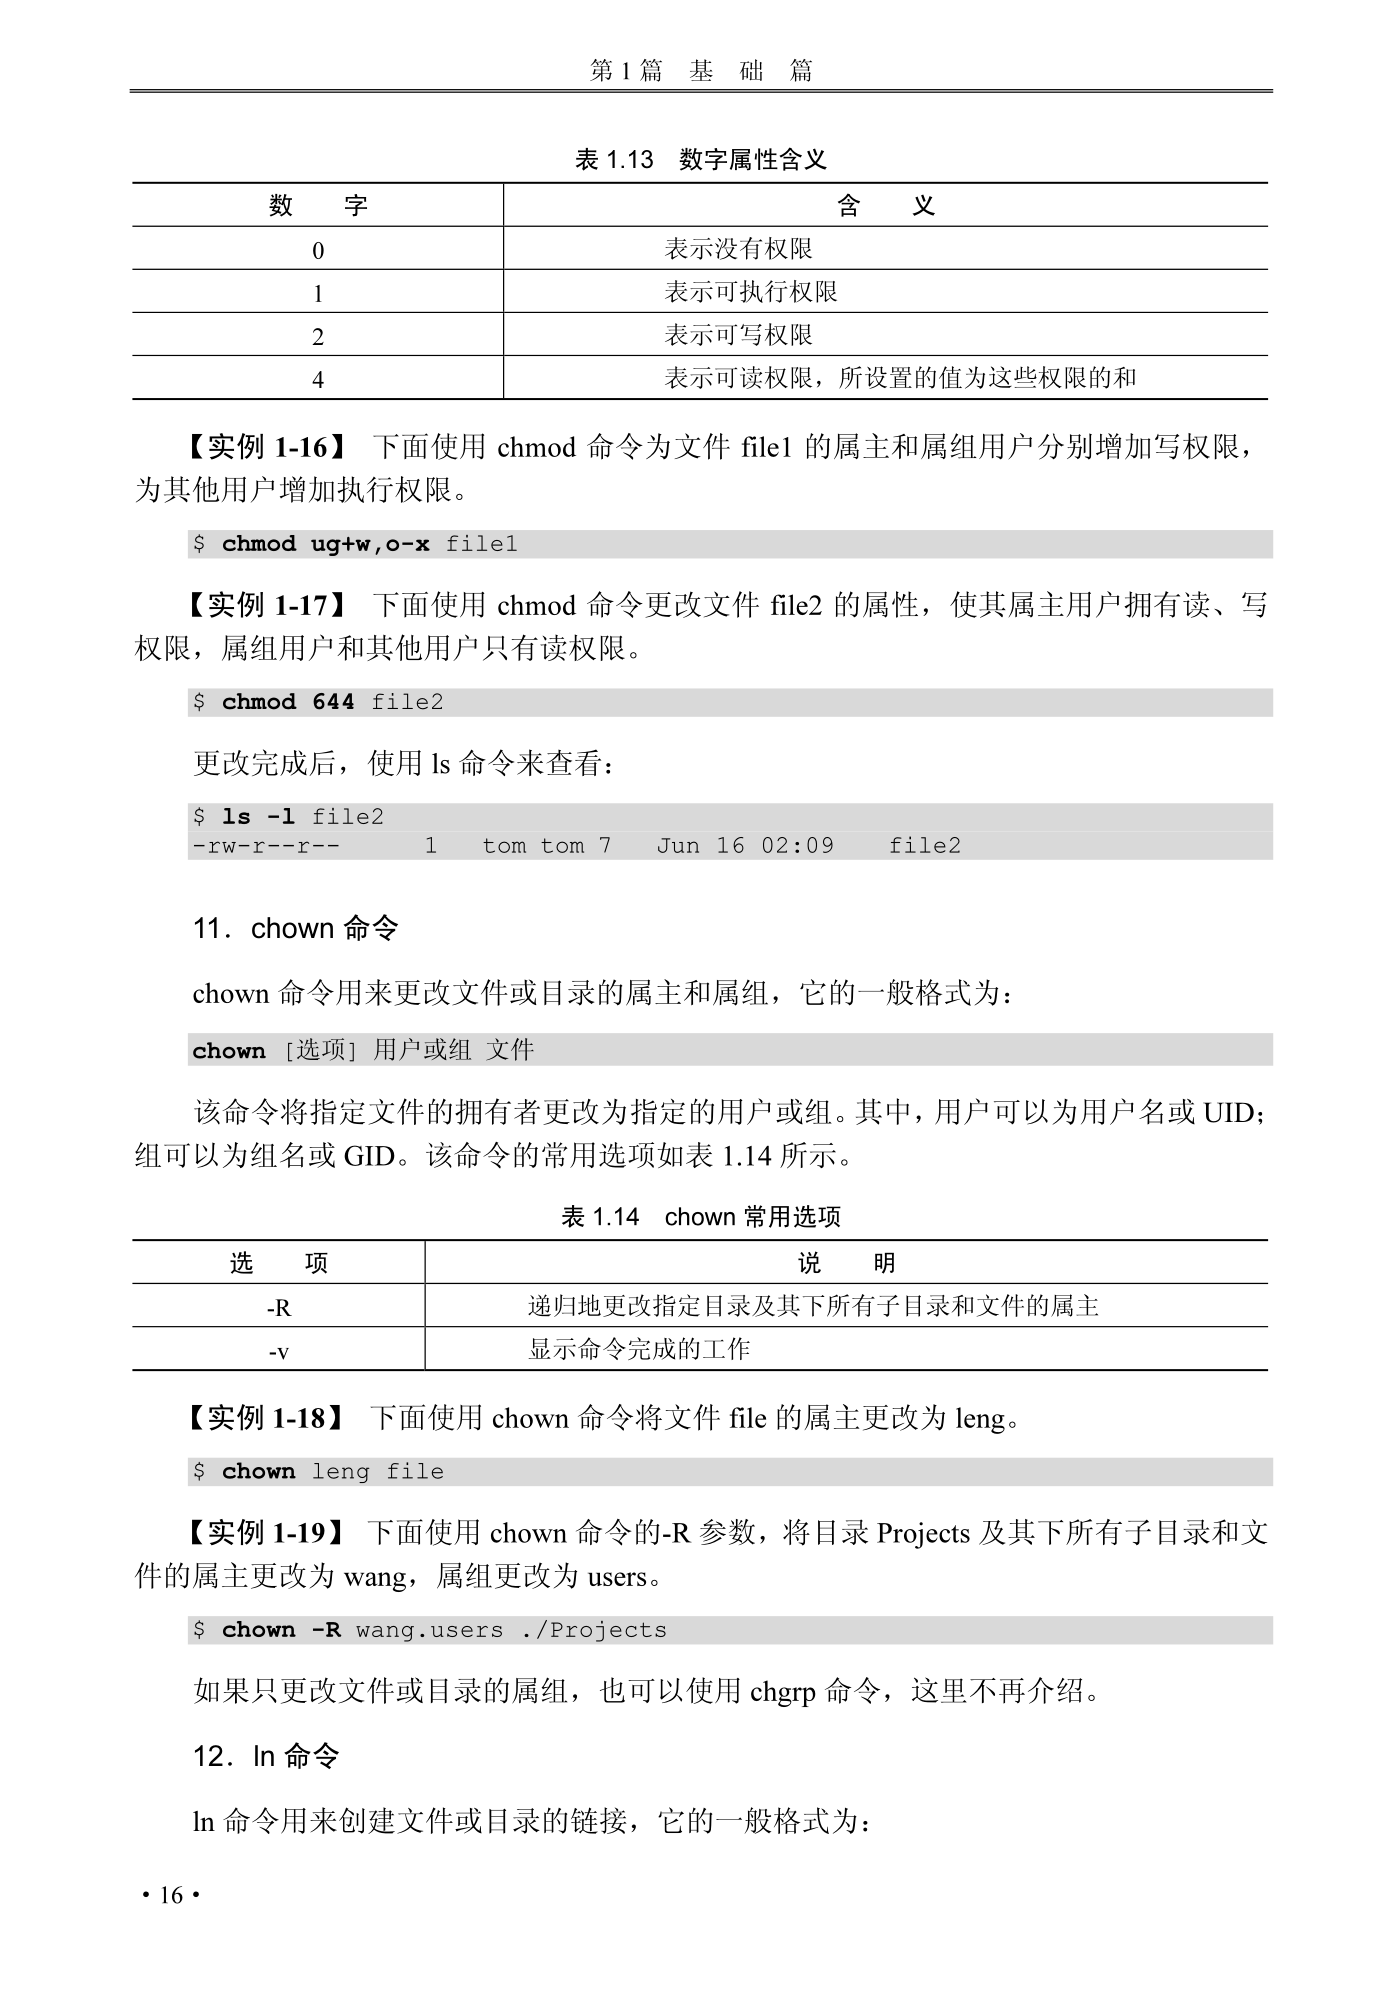 第 1 篇　基　础　篇
表 1.13　数字属性含义
数　字　含　义
0　表示没有权限
1　表示可执行权限
2　表示可写权限
4　表示可读权限，所设置的值为这些权限的和
【实例 1-16】 下面使用 chmod 命令为文件 file1 的属主和属组用户分别增加写权限，
为其他用户增加执行权限。
$ chmod ug+w,o-x file1
【实例 1-17】 下面使用 chmod 命令更改文件 file2 的属性，使其属主用户拥有读、写
权限，属组用户和其他用户只有读权限。
$ chmod 644 file2
更改完成后，使用 ls 命令来查看：
$ ls -l file2
-rw-r--r-- 1 tom tom 7 Jun 16 02:09 file2
11．chown 命令
chown 命令用来更改文件或目录的属主和属组，它的一般格式为：
chown [选项] 用户或组 文件
该命令将指定文件的拥有者更改为指定的用户或组。其中，用户可以为用户名或 UID；
组可以为组名或 GID。该命令的常用选项如表 1.14 所示。
表 1.14　chown 常用选项
选　项　说　明
-R　递归地更改指定目录及其下所有子目录和文件的属主
-v　显示命令完成的工作
【实例 1-18】 下面使用 chown 命令将文件 file 的属主更改为 leng。
$ chown leng file
【实例 1-19】 下面使用 chown 命令的-R 参数，将目录 Projects 及其下所有子目录和文
件的属主更改为 wang，属组更改为 users。
$ chown -R wang.users ./Projects
如果只更改文件或目录的属组，也可以使用 chgrp 命令，这里不再介绍。
12．ln 命令
ln 命令用来创建文件或目录的链接，它的一般格式为：
· 16 ·